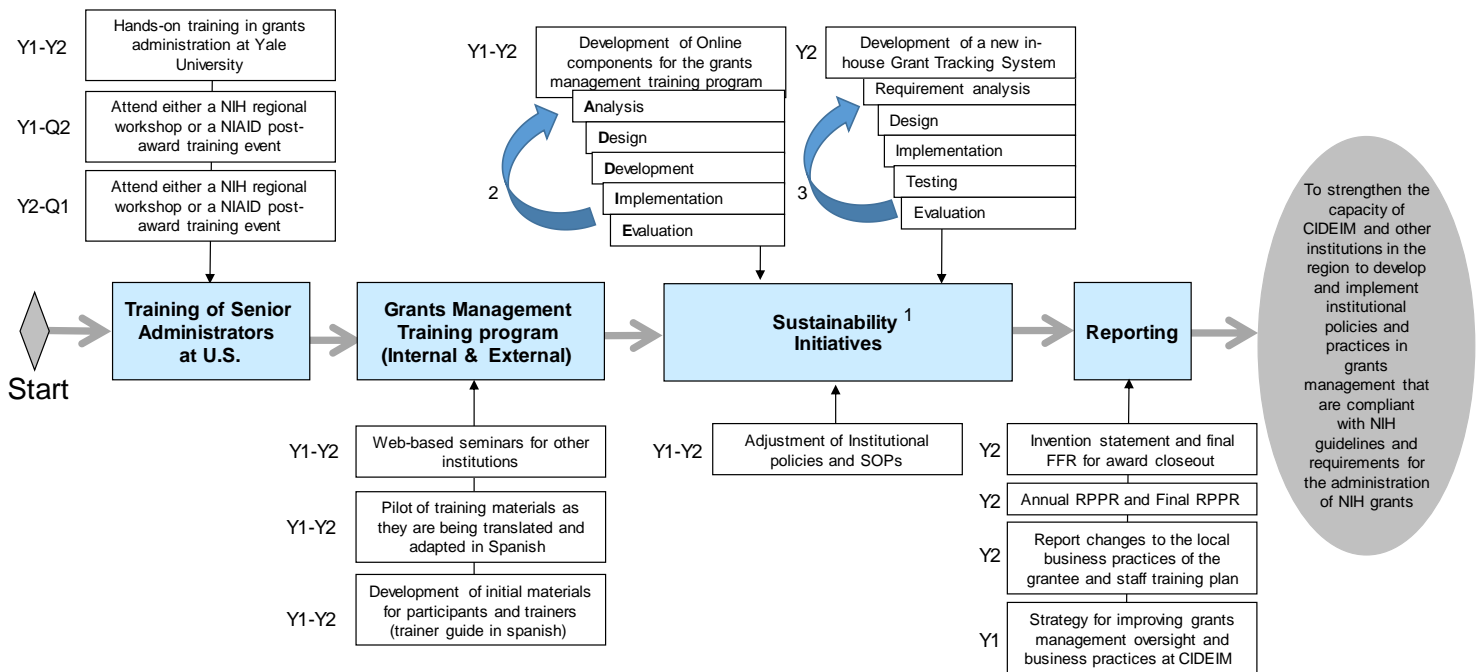 Y1-Y2
Hands-on training in grants
administration at Yale
University
Y1-Q2
Attend either a NIH regional
workshop or a NIAID post-
award training event
Y2-Q1
Attend either a NIH regional
workshop or a NIAID post-
award training event
Y1-Y2
Development of Online
components for the grants
management training program
Analysis
Design
Development
Implementation
Evaluation
2
Y2
Development of a new in-
house Grant Tracking System
Requirement analysis
Design
Implementation
Testing
Evaluation
3
Start
Training of Senior
Administrators
at U.S.
Grants Management
Training program
(Internal & External)
Sustainability 1
Initiatives
Reporting
To strengthen the
capacity of
CIDEIM and other
institutions in the
region to develop
and implement
institutional
policies and
practices in
grants
management that
are compliant
with NIH
guidelines and
requirements for
the administration
of NIH grants
Y1-Y2
Web-based seminars for other
institutions
Y1-Y2
Pilot of training materials as
they are being translated and
adapted in Spanish
Y1-Y2
Development of initial materials
for participants and trainers
(trainer guide in spanish)
Y1-Y2
Adjustment of Institutional
policies and SOPs
Y2
Invention statement and final
FFR for award closeout
Y2
Annual RPPR and Final RPPR
Y2
Report changes to the local
business practices of the
grantee and staff training plan
Y1
Strategy for improving grants
management oversight and
business practices at CIDEIM